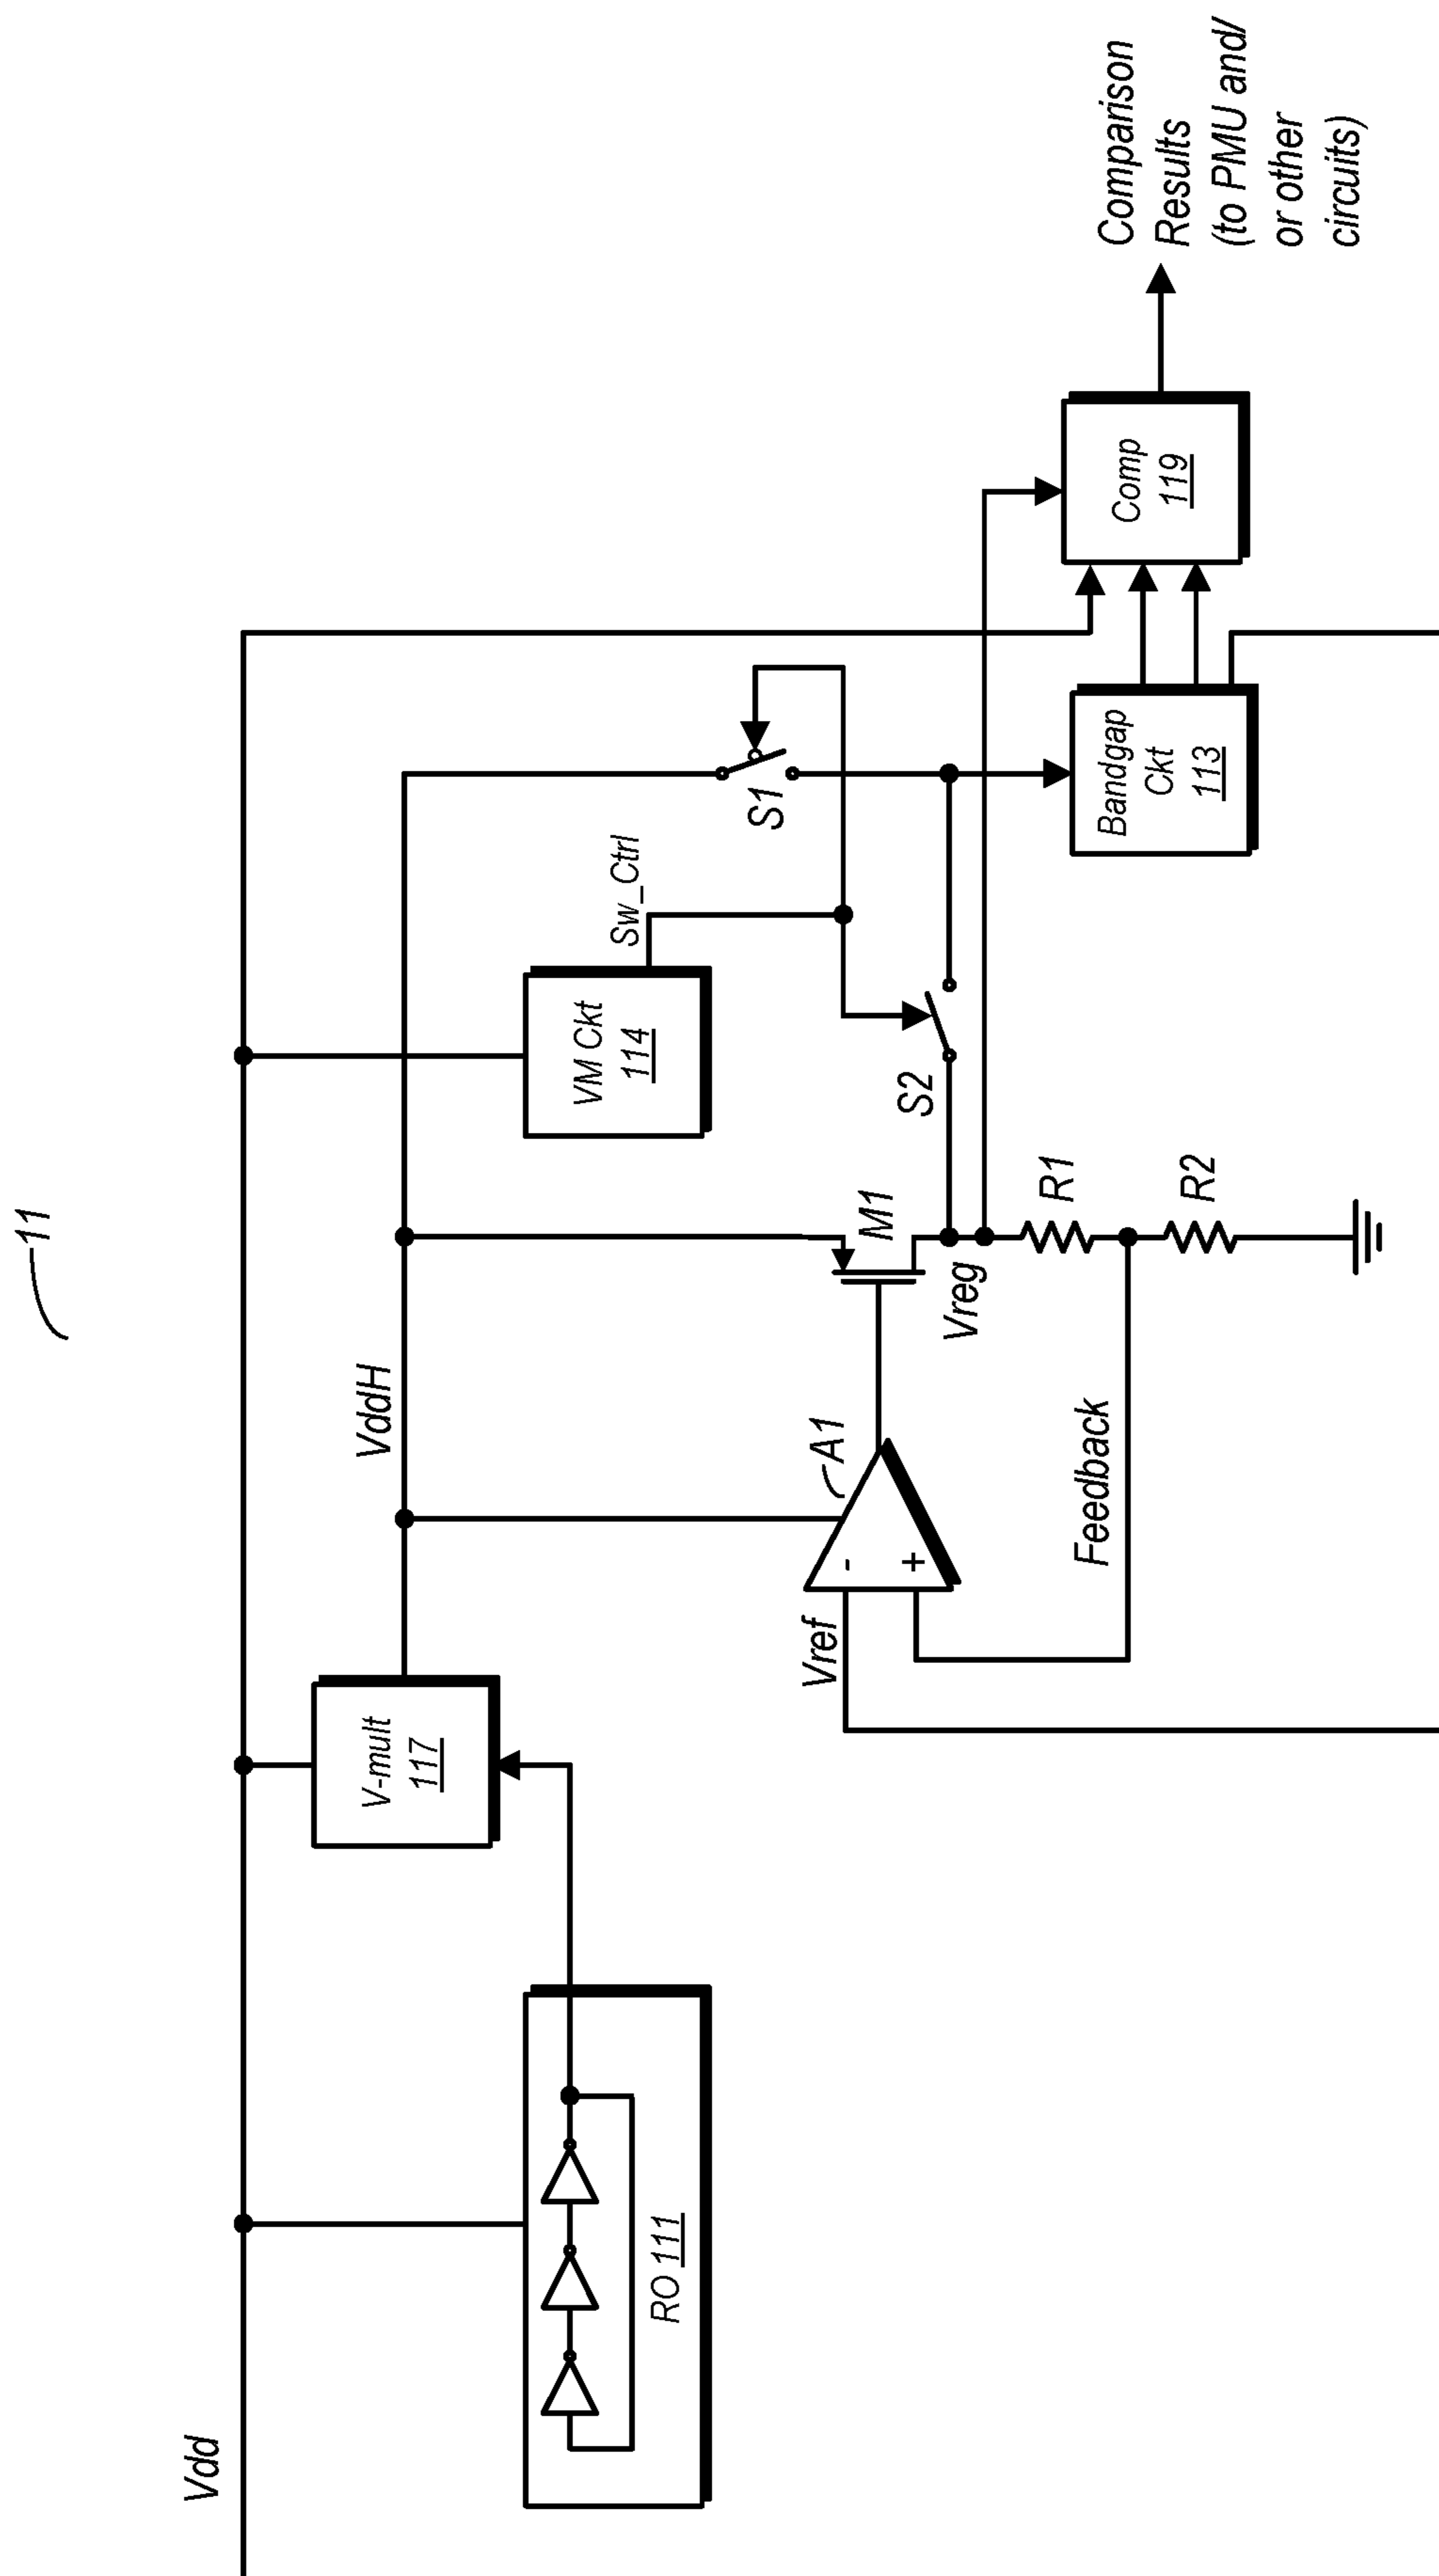 11
Vdd
RO 111
V-mult
117
VddH
Vref
-
+
A1
Feedback
M1
Vreg
R1
R2
VM Ckt
114
Sw_Ctrl
S1
S2
Bandgap
Ckt
113
Comp
119
Comparison
Results
(to PMU and/
or other
circuits)